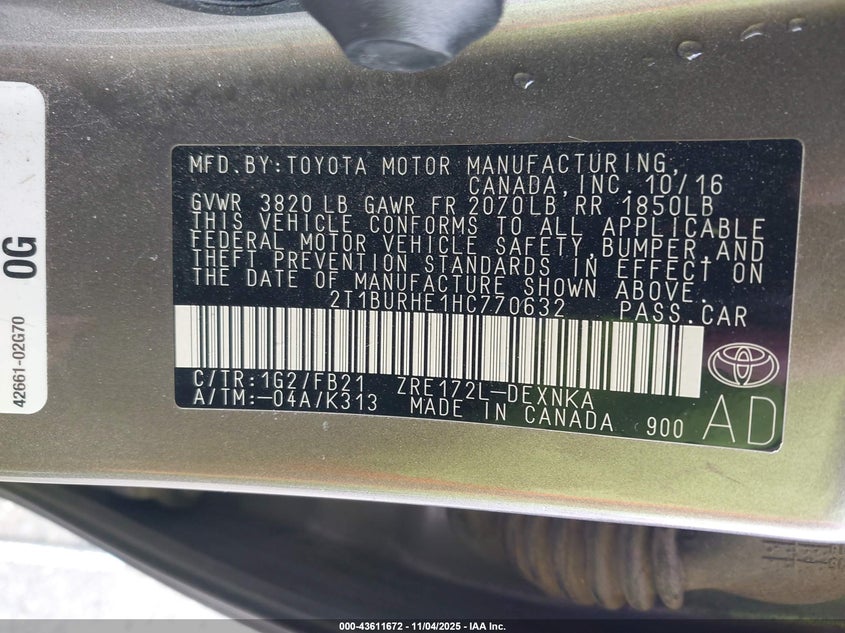 MFD.BY:TOYOTA MOTOR MANUFACTURING,
CANADA,INC. 10/16
GVWR 3820 LB GAWR FR 2070LB RR 1850LB
THIS VEHICLE CONFORMS TO ALL APPLICABLE
FEDERAL MOTOR VEHICLE SAFETY,BUMPER,AND
THEFT PREVENTION STANDARDS IN EFFECT ON
THE DATE OF MANUFACTURE SHOWN ABOVE.
2T1BURHE1HC770632 PASS.CAR
C/TR:1G2/FB21 ZRE172L-DEXNKA
A/TM:-04A/K313 MADE IN CANADA 900 AD
42661-02G70 0G
000-43611672 - 11/04/2025 - IAA Inc.